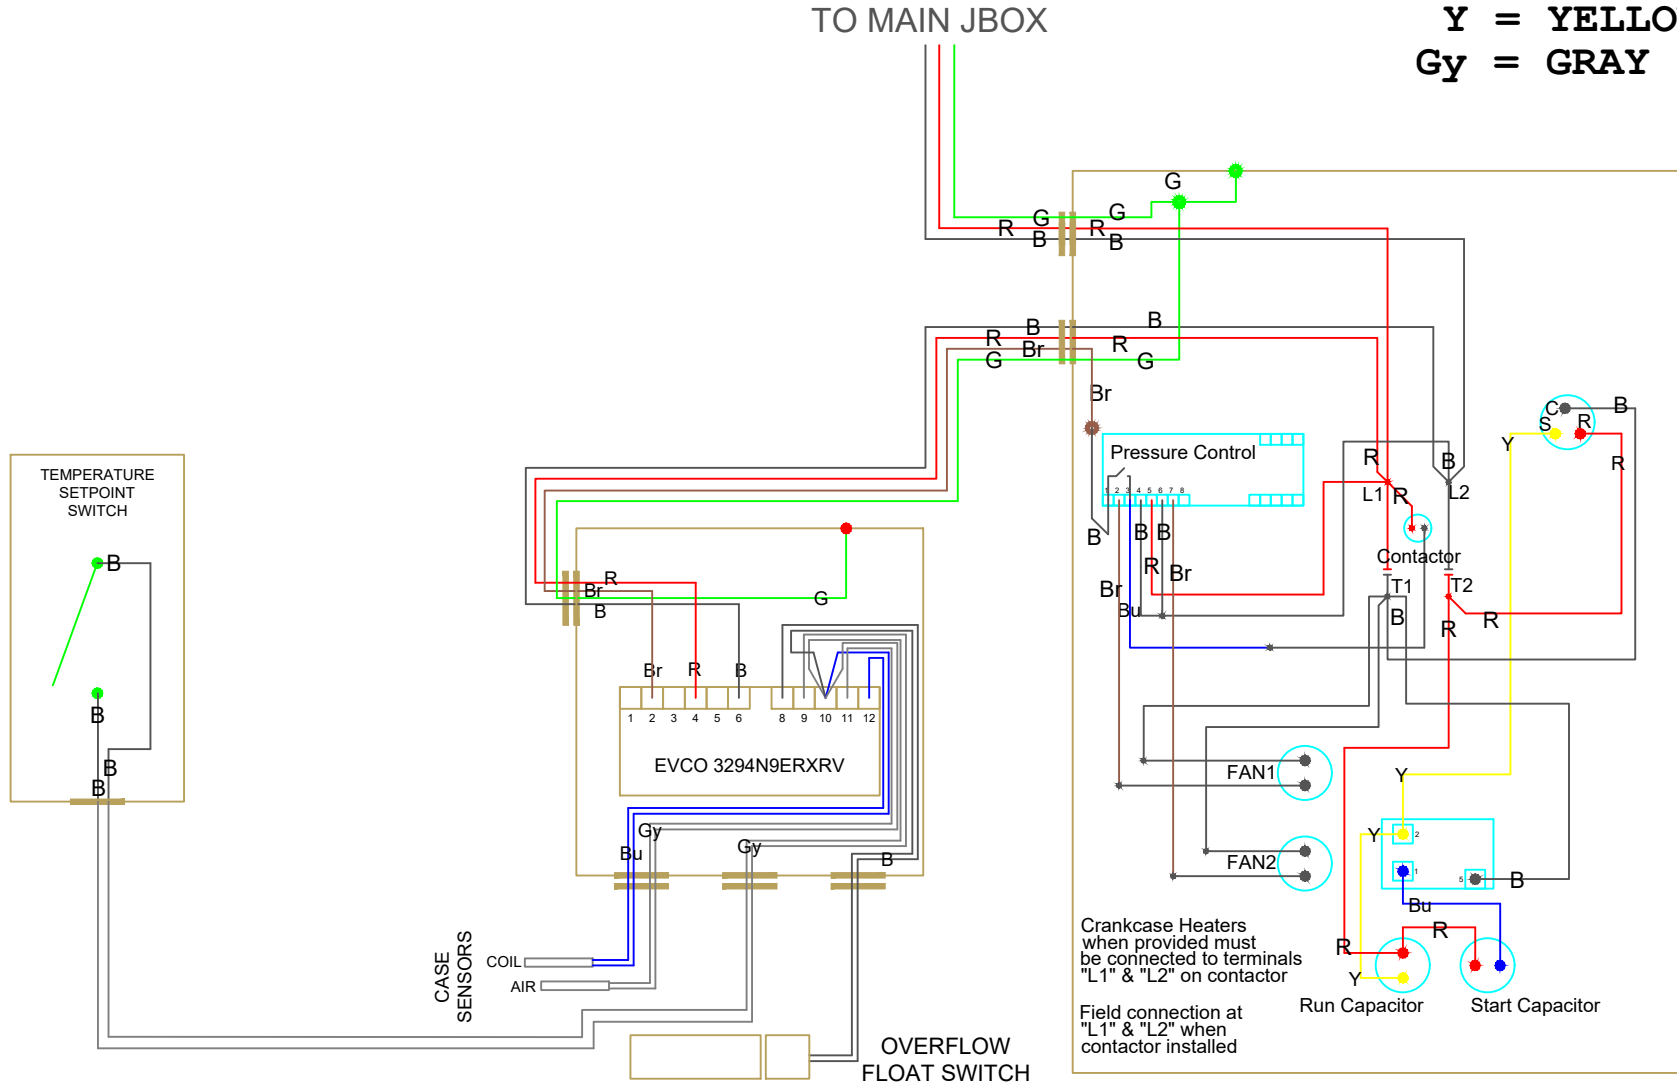 TO MAIN JBOX
Y = YELLO
Gy = GRAY
G
G
G
R
R
B
B
B
B
R
R
Br
G
G
Br
Pressure Control
1 2 3 4 5 6 7 8
B
B
B
R
Br
Br
Bu
R
B
L1
R
L2
Contactor
T1
T2
B
R
R
C
S
R
B
Y
R
TEMPERATURE
SETPOINT
SWITCH
B
B
B
B
R
Br
B
G
Br
R
B
1 2 3 4 5 6 8 9 10 11 12
EVCO 3294N9ERXRV
Gy
Bu
Gy
B
FAN1
FAN2
Y
Y
2
1
5
B
Bu
R
R
Y
Run Capacitor
Start Capacitor
Crankcase Heaters
when provided must
be connected to terminals
"L1" & "L2" on contactor
Field connection at
"L1" & "L2" when
contactor installed
CASE
SENSORS
COIL
AIR
OVERFLOW
FLOAT SWITCH